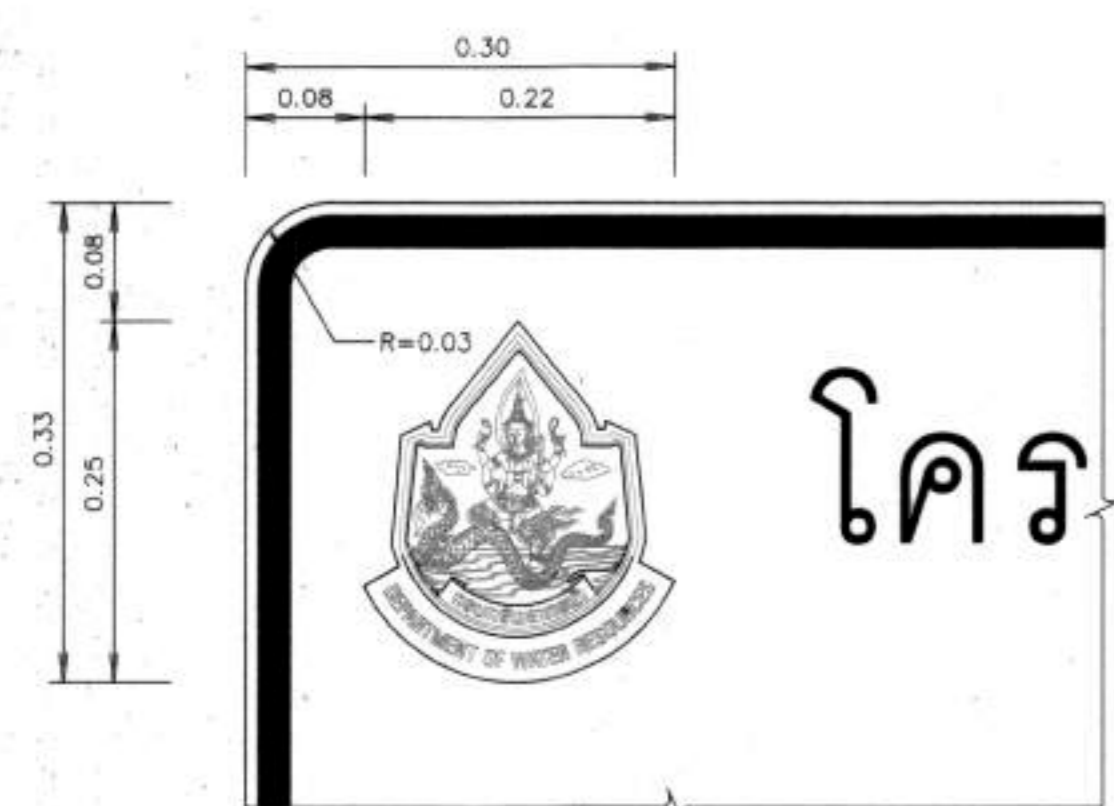 0.30
0.08 0.22
0.08
R=0.03
0.33
0.25
โคร
DEPARTMENT OF WATER RESOURCES